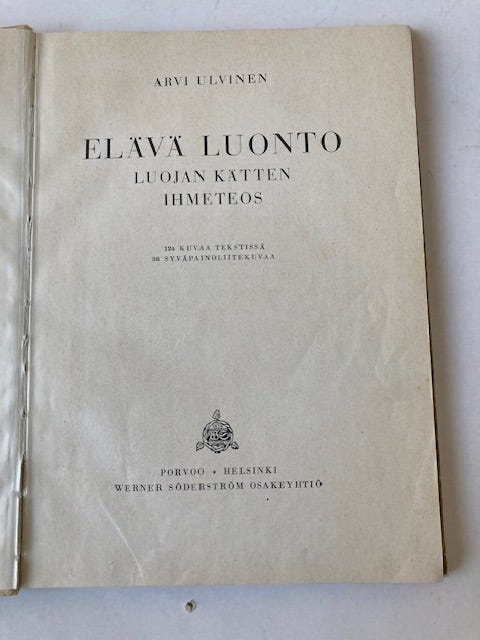 ARVI ULVINEN
ELÄVÄ LUONTO
LUOJAN KÄTTEN
IHMETEOS
124 KUVAA TEKSTISSÄ
36 SYVÄPAINOLIITEKUVAA
PORVOO • HELSINKI
WERNER SÖDERSTRÖM OSAKEYHTIÖ